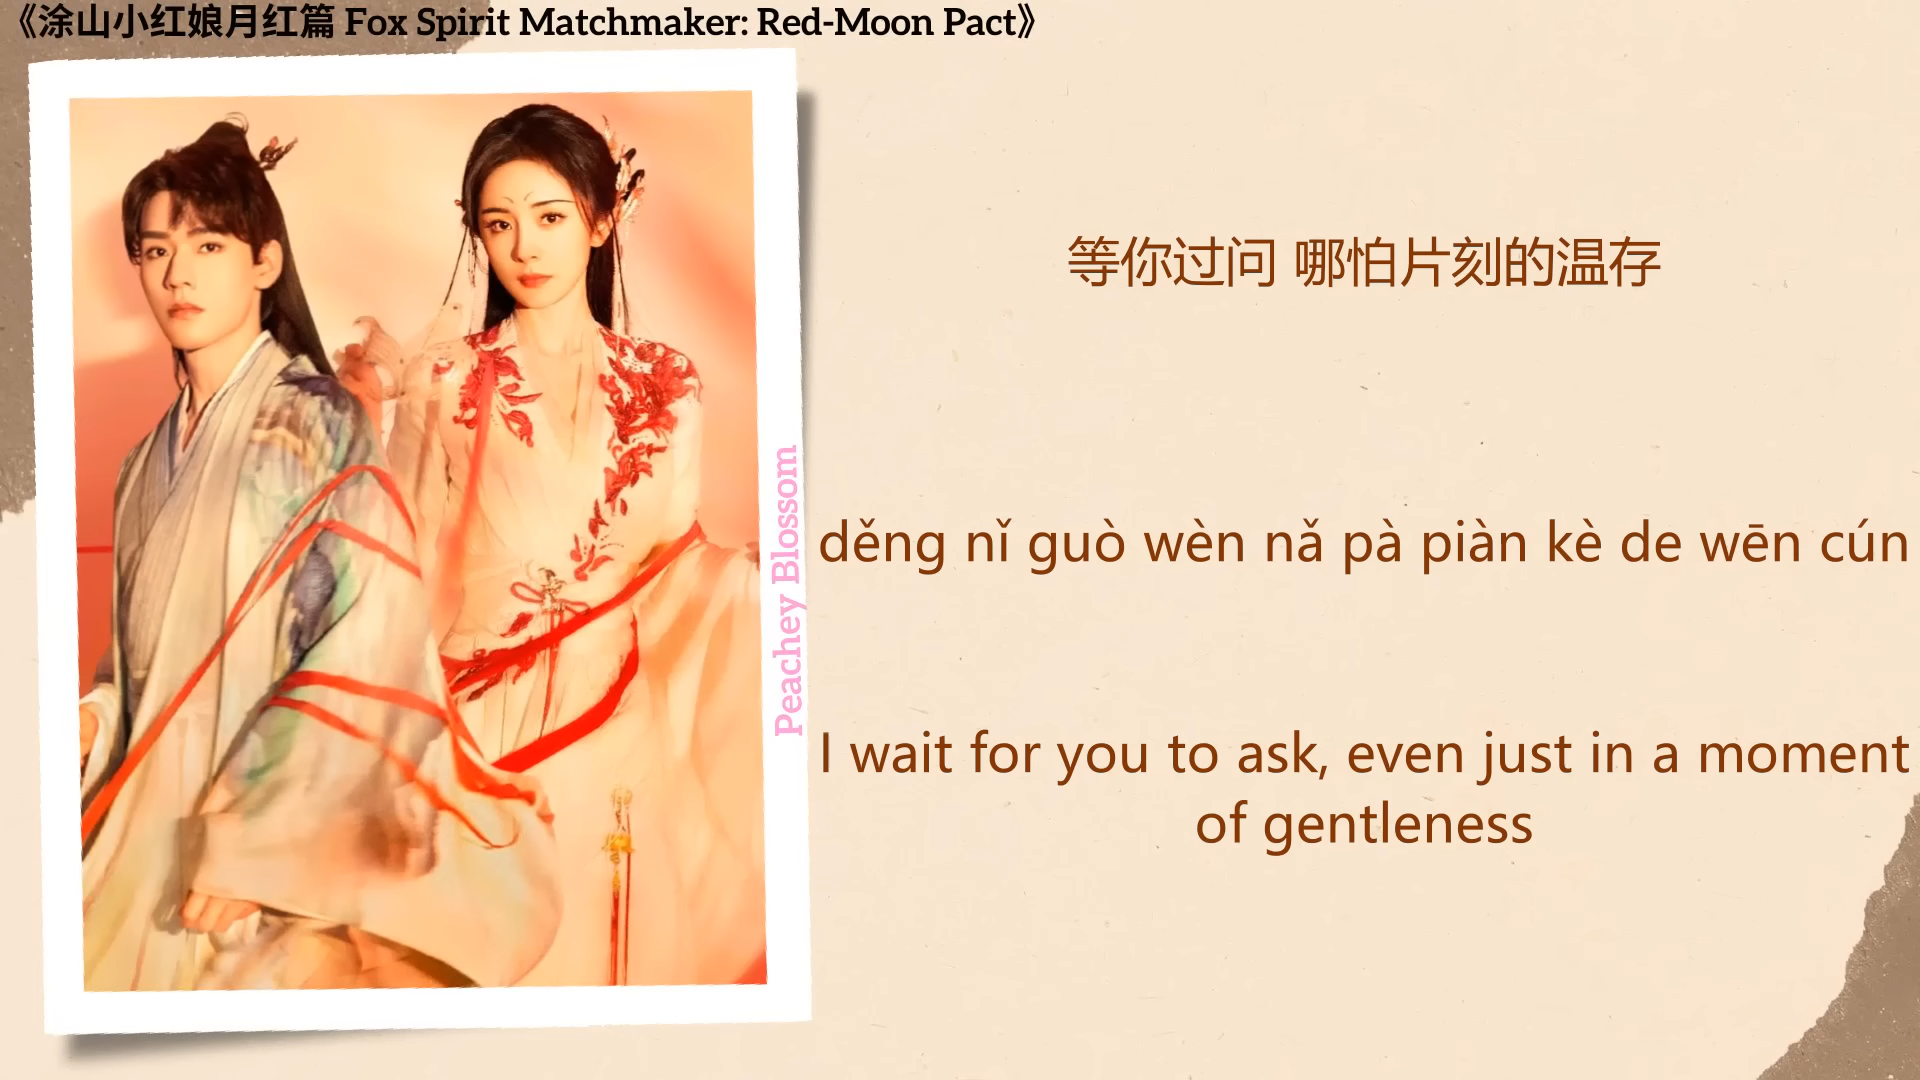 《涂山小红娘月红篇 Fox Spirit Matchmaker: Red-Moon Pact》
等你过问 哪怕片刻的温存
děng nǐ guò wèn nǎ pà piàn kè de wēn cún
I wait for you to ask, even just in a moment
of gentleness
Peachey Blossom